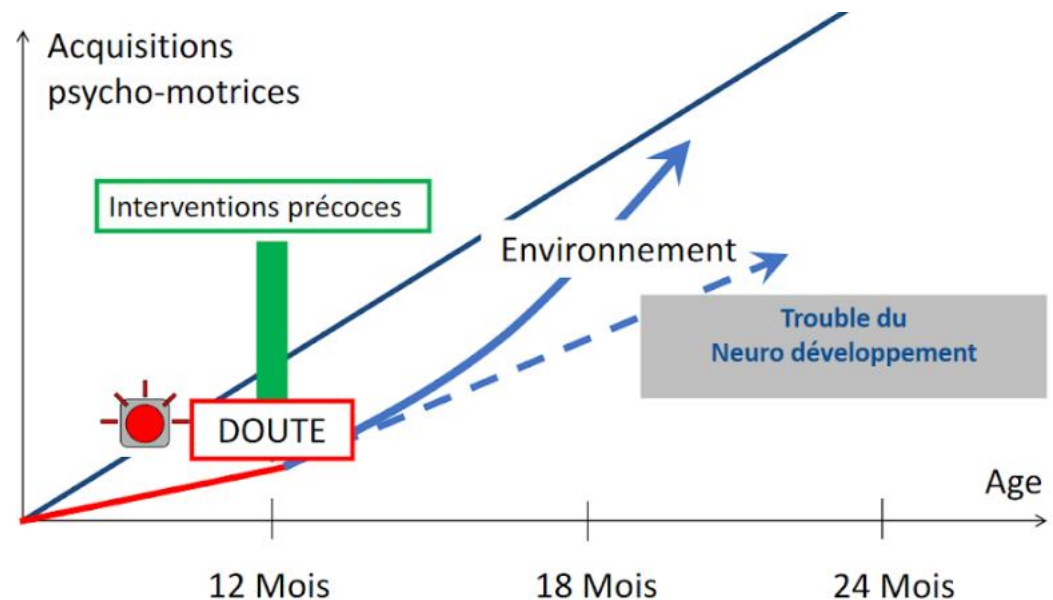 Acquisitions
psycho-motrices
Interventions précoces
Environnement
Trouble du
Neuro développement
DOUTE
Age
12 Mois
18 Mois
24 Mois